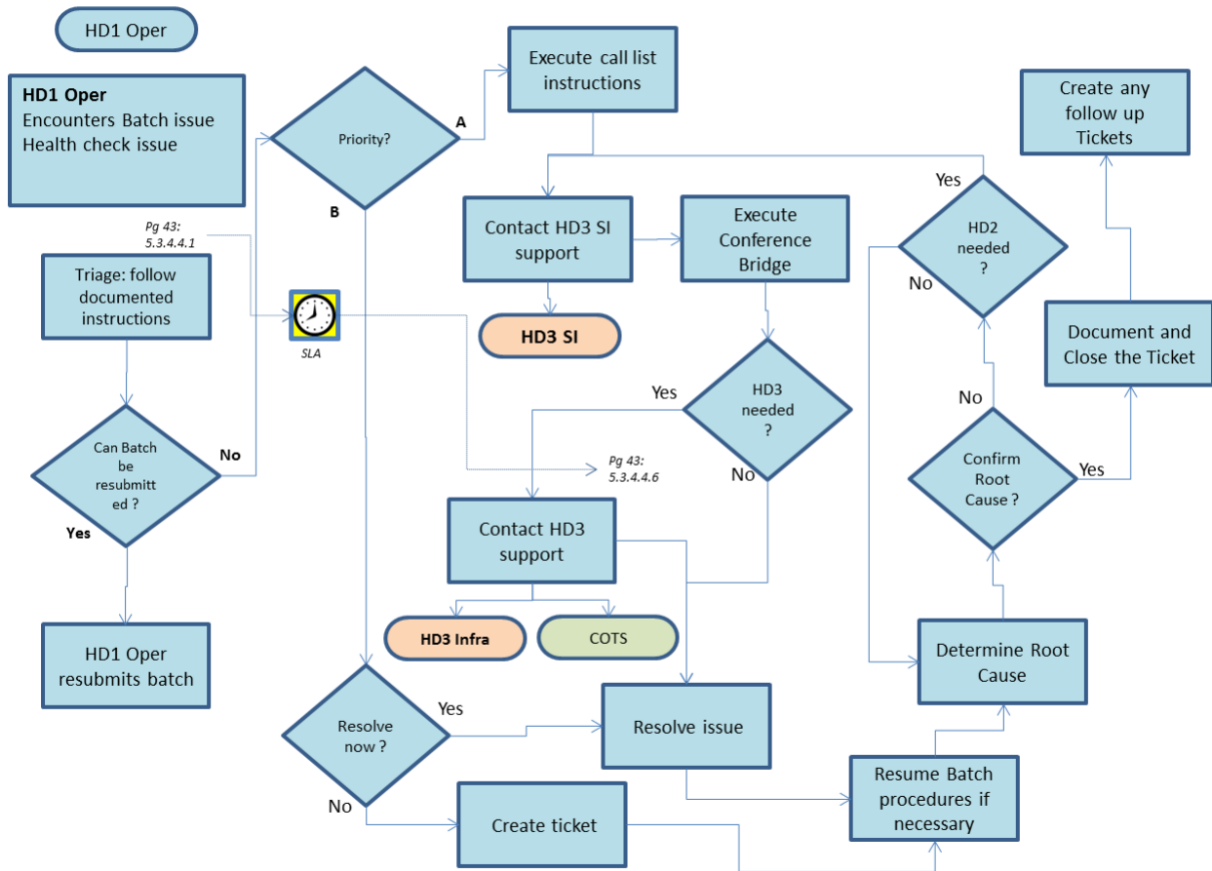 HD1 Oper
HD1 Oper
Encounters Batch issue
Health check issue
Pg 43:
5.3.4.4.1
Triage: follow
documented
instructions
Can Batch
be
resubmitt
ed ?
No
Yes
HD1 Oper
resubmits batch
Priority?
A
B
SLA
Execute call list
instructions
Contact HD3 SI
support
HD3 SI
Execute
Conference
Bridge
HD3
needed
?
Yes
No
Pg 43:
5.3.4.4.6
Contact HD3
support
HD3 Infra
COTS
Resolve
now ?
Yes
No
Resolve issue
Create ticket
Resume Batch
procedures if
necessary
Determine Root
Cause
Confirm
Root
Cause ?
No
Yes
HD2
needed
?
Yes
No
Document and
Close the Ticket
Create any
follow up
Tickets